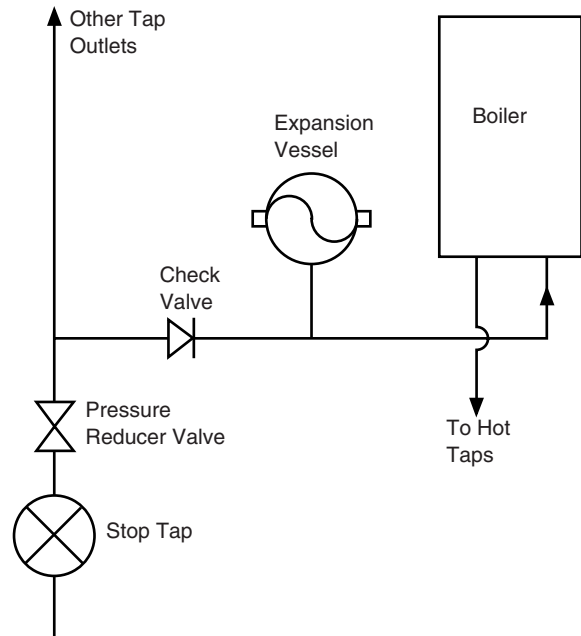 Other Tap
Outlets
Boiler
Expansion
Vessel
Check
Valve
Pressure
Reducer Valve
To Hot
Taps
Stop Tap